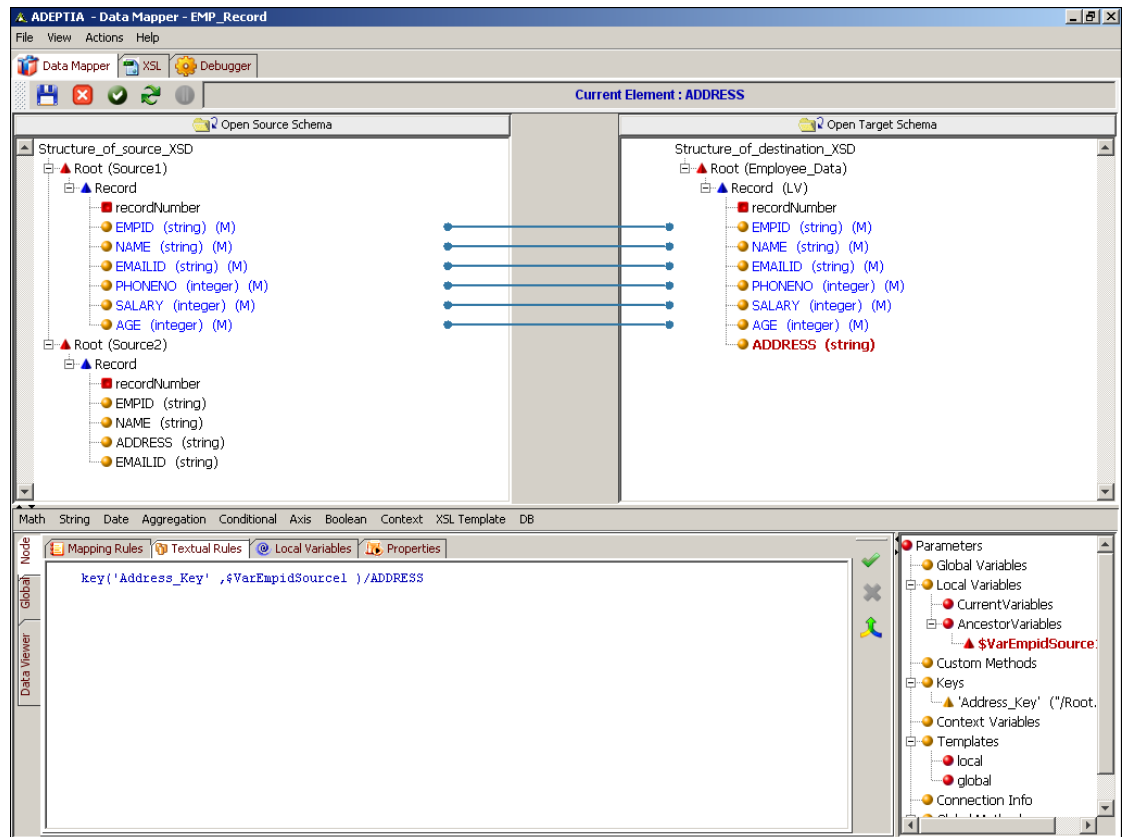 ADEPTIA - Data Mapper - EMP_Record
File View Actions Help
Data Mapper XSL Debugger
Current Element : ADDRESS
Open Source Schema
Open Target Schema
Structure_of_source_XSD
Root (Source1)
Record
recordNumber
EMPID (string) (M)
NAME (string) (M)
EMAILID (string) (M)
PHONENO (integer) (M)
SALARY (integer) (M)
AGE (integer) (M)
Root (Source2)
Record
recordNumber
EMPID (string)
NAME (string)
ADDRESS (string)
EMAILID (string)
Structure_of_destination_XSD
Root (Employee_Data)
Record (LV)
recordNumber
EMPID (string) (M)
NAME (string) (M)
EMAILID (string) (M)
PHONENO (integer) (M)
SALARY (integer) (M)
AGE (integer) (M)
ADDRESS (string)
Math String Date Aggregation Conditional Axis Boolean Context XSL Template DB
Node
Global
Data Viewer
Mapping Rules Textual Rules Local Variables Properties
key('Address_Key' ,$VarEmpidSource1 )/ADDRESS
Parameters
Global Variables
Local Variables
CurrentVariables
AncestorVariables
$VarEmpidSource
Custom Methods
Keys
'Address_Key' ("/Root.
Context Variables
Templates
local
global
Connection Info